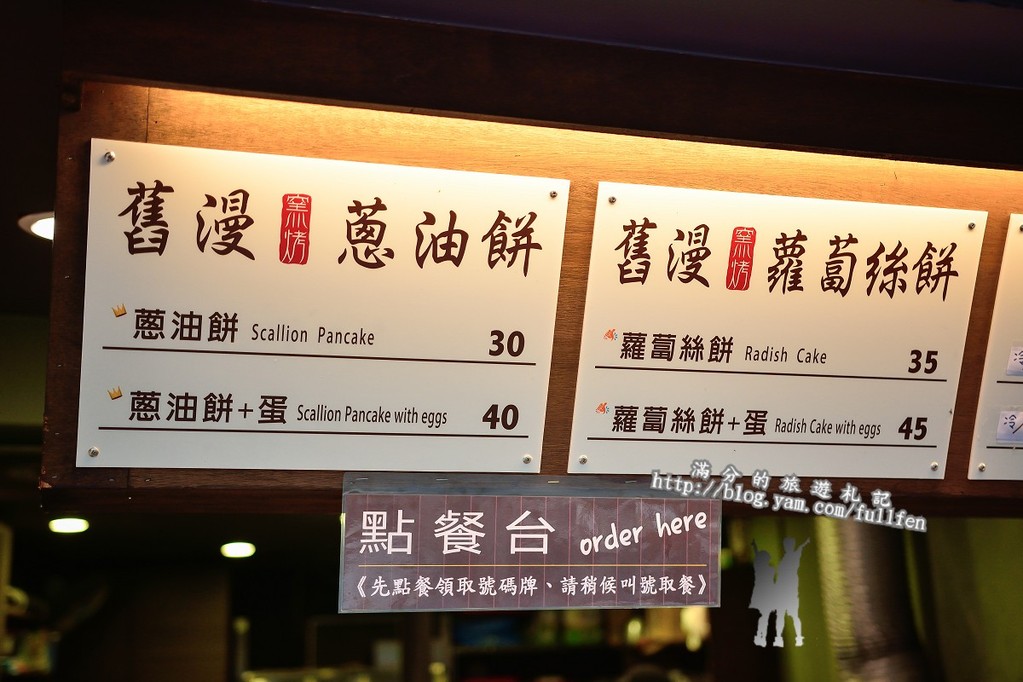 舊漫 窯烤 蔥油餅
蔥油餅 Scallion Pancake 30
蔥油餅+蛋 Scallion Pancake with eggs 40
舊漫 窯烤 蘿蔔絲餅
蘿蔔絲餅 Radish Cake 35
蘿蔔絲餅+蛋 Radish Cake with eggs 45
冷
冷/
點餐台 order here
《先點餐領取號碼牌、請稍候叫號取餐》
滿分的旅遊札記
http://blog.yam.com/fullfen